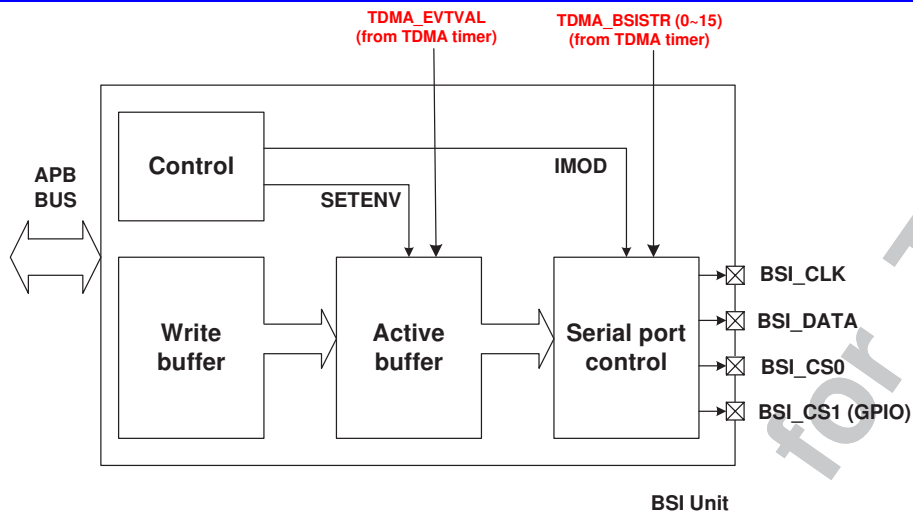 TDMA_EVTVAL
(from TDMA timer)
TDMA_BSISTR (0~15)
(from TDMA timer)
Control
APB
BUS
IMOD
SETENV
Write
buffer
Active
buffer
Serial port
control
BSI_CLK
BSI_DATA
BSI_CS0
BSI_CS1 (GPIO)
for
BSI Unit